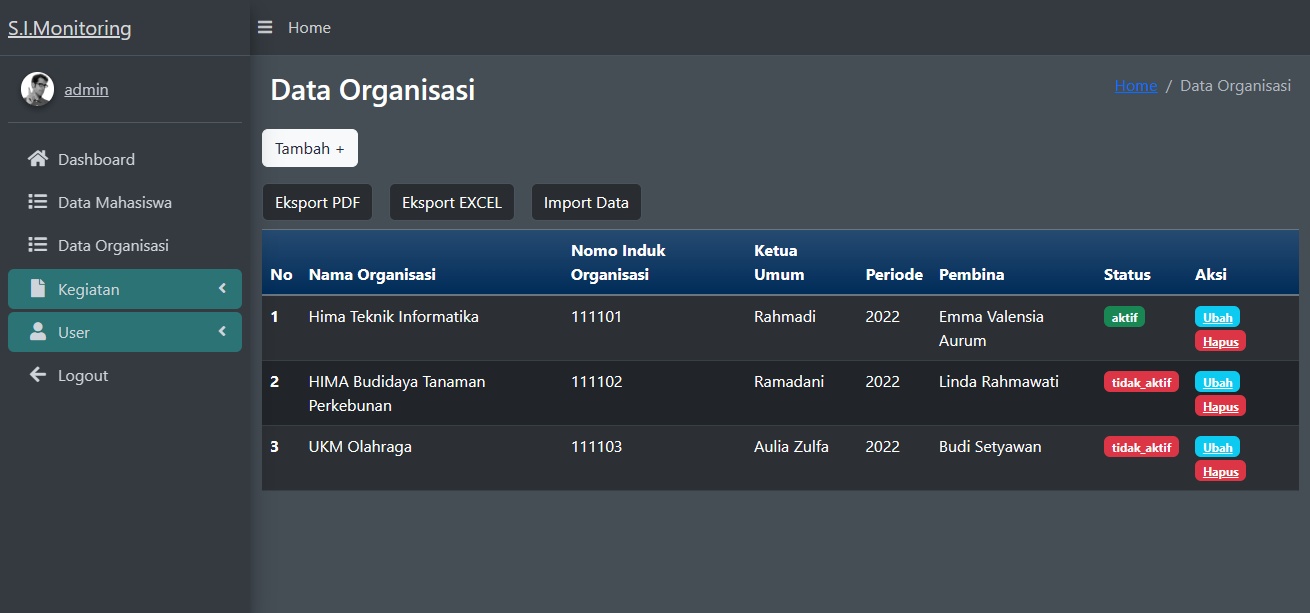 S.I.Monitoring
Home
admin
Dashboard
Data Mahasiswa
Data Organisasi
Kegiatan
User
Logout
Data Organisasi
Home / Data Organisasi
Tambah +
Eksport PDF Eksport EXCEL Import Data
No Nama Organisasi Nomo Induk Organisasi Ketua Umum Periode Pembina Status Aksi
1 Hima Teknik Informatika 111101 Rahmadi 2022 Emma Valensia Aurum aktif Ubah Hapus
2 HIMA Budidaya Tanaman Perkebunan 111102 Ramadani 2022 Linda Rahmawati tidak_aktif Ubah Hapus
3 UKM Olahraga 111103 Aulia Zulfa 2022 Budi Setyawan tidak_aktif Ubah Hapus